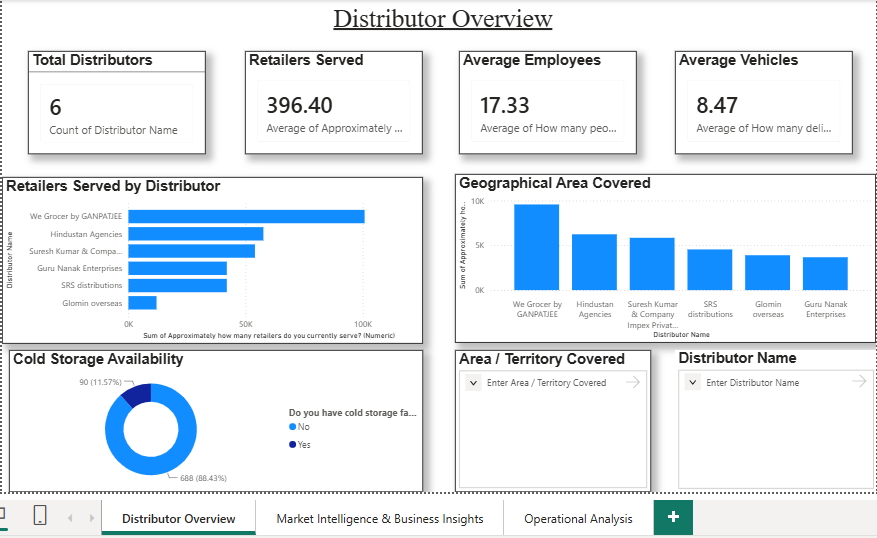 Distributor Overview
Total Distributors
6
Count of Distributor Name
Retailers Served
396.40
Average of Approximately ...
Average Employees
17.33
Average of How many peo...
Average Vehicles
8.47
Average of How many deli...
Retailers Served by Distributor
Distributor Name
We Grocer by GANPATJEE
Hindustan Agencies
Suresh Kumar & Compa...
Guru Nanak Enterprises
SRS distributions
Glomin overseas
0K
50K
100K
Sum of Approximately how many retailers do you currently serve? (Numeric)
Geographical Area Covered
Sum of Approximately ho...
10K
5K
0K
We Grocer by
GANPATJEE
Hindustan
Agencies
Suresh Kumar
& Company
Impex Privat...
SRS
distributions
Glomin
overseas
Guru Nanak
Enterprises
Distributor Name
Cold Storage Availability
90 (11.57%)
688 (88.43%)
Do you have cold storage fa...
No
Yes
Area / Territory Covered
Enter Area / Territory Covered
Distributor Name
Enter Distributor Name
Distributor Overview
Market Intelligence & Business Insights
Operational Analysis